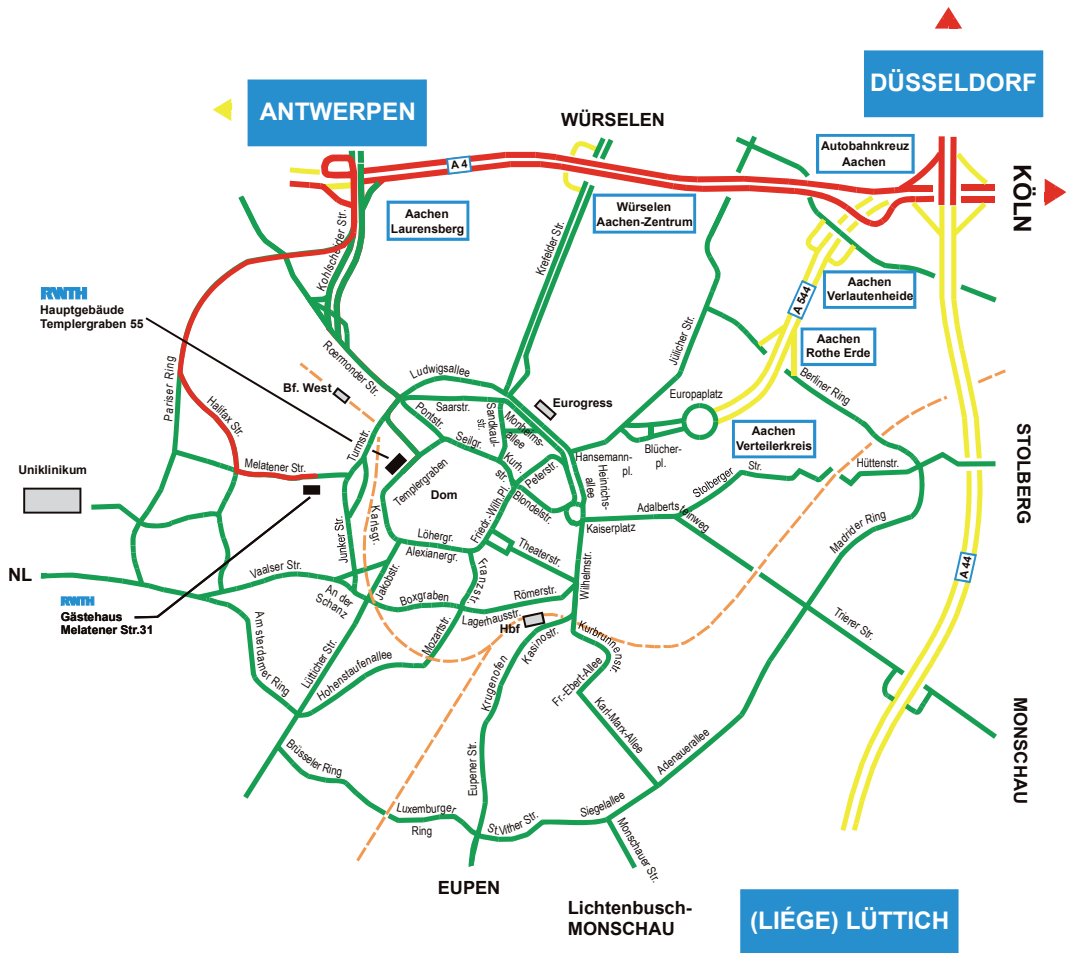 DÜSSELDORF
ANTWERPEN
WÜRSELEN
Autobahnkreuz
Aachen
A 4
KÖLN
Aachen
Laurensberg
Würselen
Aachen-Zentrum
Kohlscheider Str.
Krefelder Str.
Aachen
Verlautenheide
A 544
RWTH
Hauptgebäude
Templergraben 55
Aachen
Rothe Erde
Jülicher Str.
Roermonder Str.
Pariser Ring
Ludwigsallee
Bf. West
Berliner Ring
Europaplatz
Eurogress
Saarstr.
Sandkaul-
str.
Monheims-
allee
Pontstr.
Halifax Str.
Seilgr.
Aachen
Verteilerkreis
Turmstr.
Blücher-
pl.
Hansemann-
pl.
Kurh.
str.
Peterstr.
Heinrichs-
allee
STOLBERG
Uniklinikum
Melatener Str.
Templergraben
Stolberger
Str.
Hüttenstr.
Dom
Friedr.-Wilh.Pl.
Blondelstr.
Adalberts
teinweg
Kaiserplatz
Karlsgr.
Madrider Ring
Junker Str.
Löhergr.
Alexianergr.
Theaterstr.
NL
Vaalser Str.
Jakobstr.
Franzstr.
Wilhelmstr.
A 44
RWTH
Gästehaus
Melatener Str.31
An der
Schanz
Boxgraben
Römerstr.
Lagerhausstr.
Hbf
Trierer Str.
Amsterdamer Ring
Lütticher Str.
Mozartstr.
Kasinostr.
Kurbrunnenstr.
Hohenstaufenallee
Krugenofen
Fr.-Ebert-Allee
Karl-Marx-Allee
MONSCHAU
Adenauerallee
Brüsseler Ring
Eupener Str.
Luxemburger
Ring
St.Vither Str.
Siegelallee
Monschauer Str.
EUPEN
Lichtenbusch-
MONSCHAU
(LIÉGE) LÜTTICH